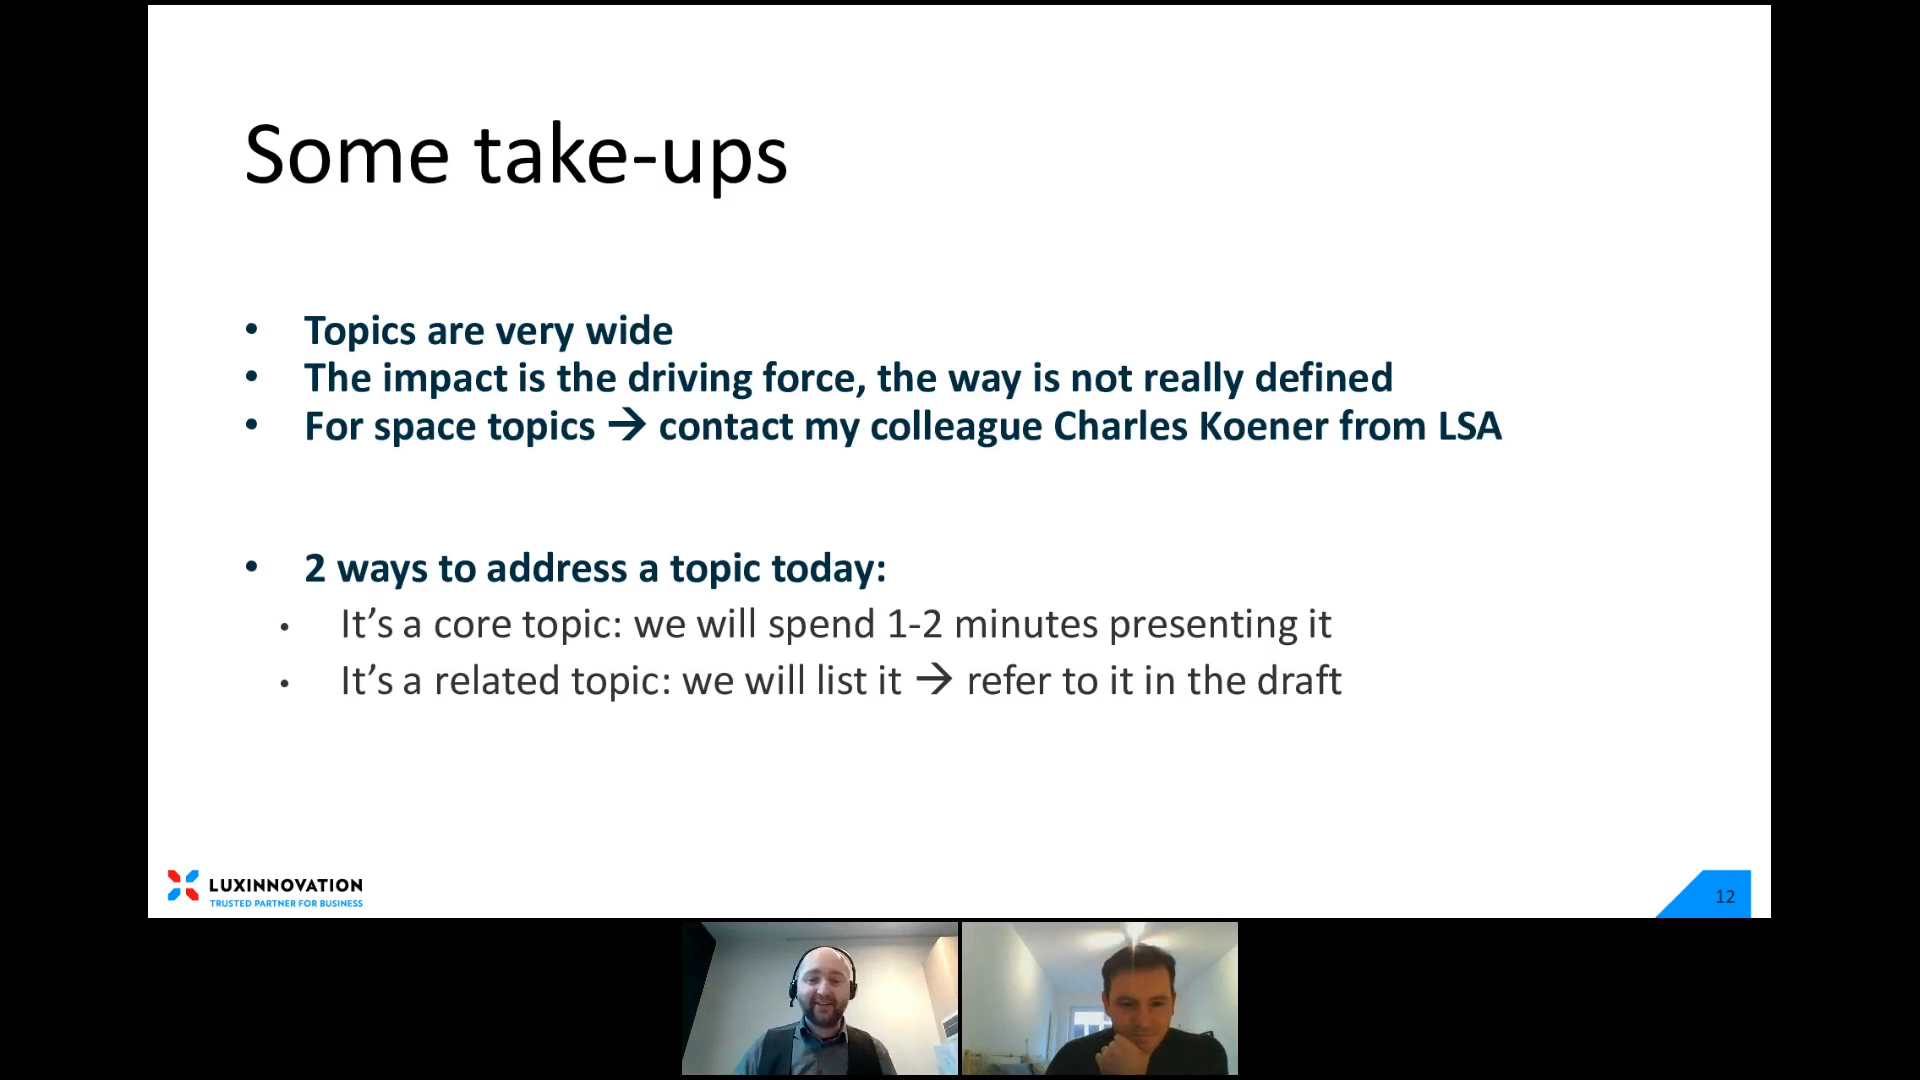 Some take-ups
• Topics are very wide
• The impact is the driving force, the way is not really defined
• For space topics → contact my colleague Charles Koener from LSA
• 2 ways to address a topic today:
• It’s a core topic: we will spend 1-2 minutes presenting it
• It’s a related topic: we will list it → refer to it in the draft
LUXINNOVATION
TRUSTED PARTNER FOR BUSINESS
12